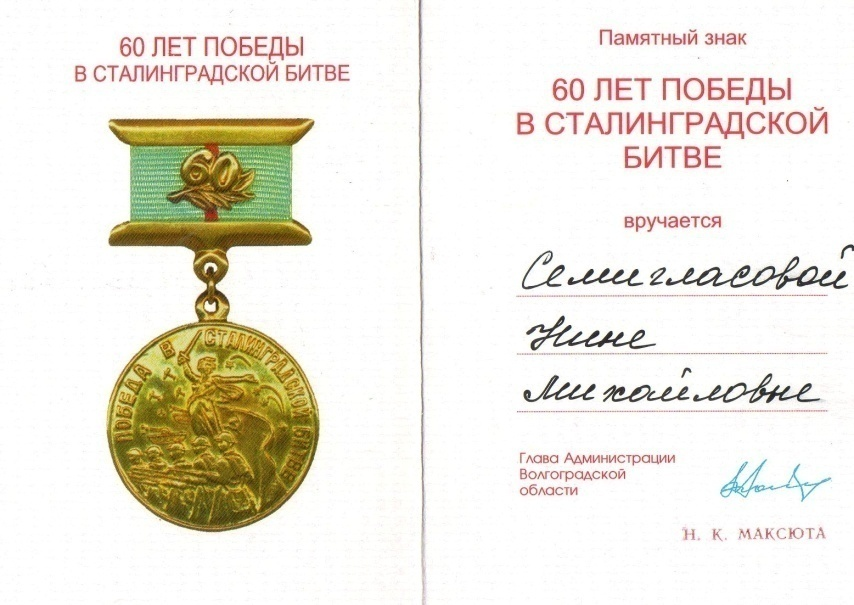 60 ЛЕТ ПОБЕДЫ
В СТАЛИНГРАДСКОЙ БИТВЕ
60
ПОБЕДА В СТАЛИНГРАДСКОЙ БИТВЕ
Памятный знак
60 ЛЕТ ПОБЕДЫ
В СТАЛИНГРАДСКОЙ
БИТВЕ
вручается
Семигласовой
Нине
Михайловне
Глава Администрации
Волгоградской
области
Н. К. МАКСЮТА